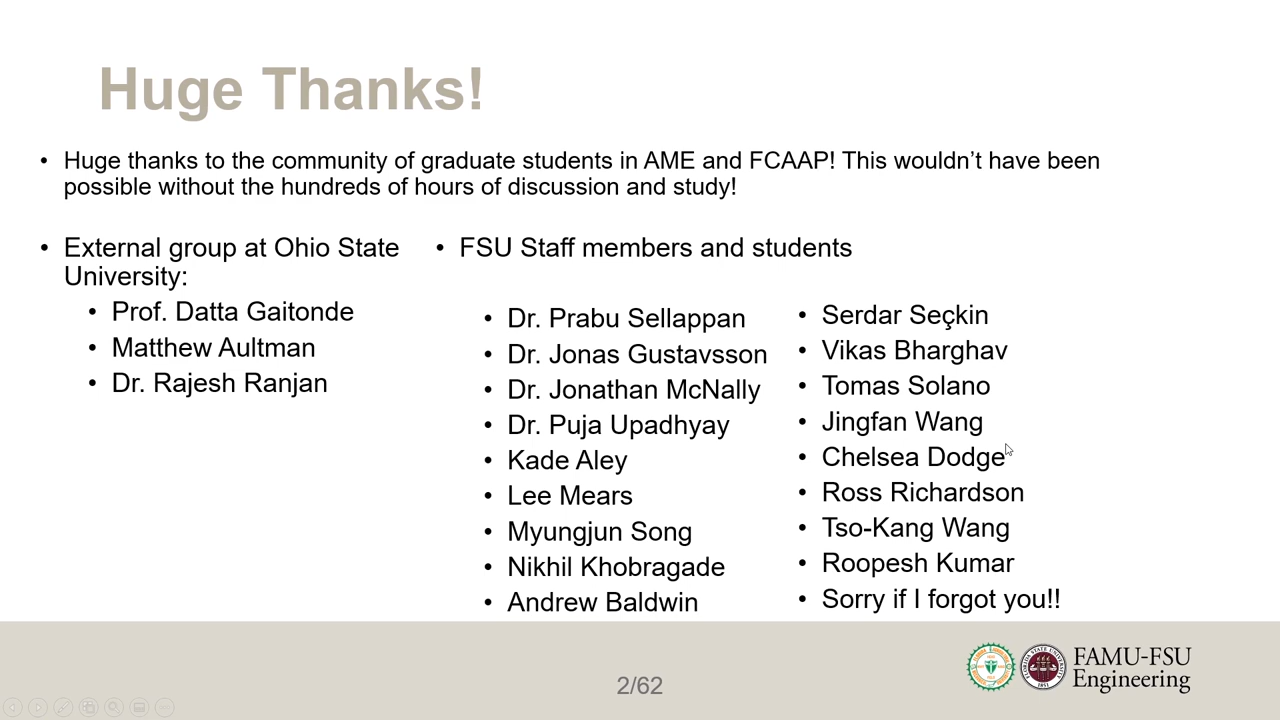 Huge Thanks!
• Huge thanks to the community of graduate students in AME and FCAAP! This wouldn't have been
possible without the hundreds of hours of discussion and study!
• External group at Ohio State
University:
• Prof. Datta Gaitonde
• Matthew Aultman
• Dr. Rajesh Ranjan
• FSU Staff members and students
• Dr. Prabu Sellappan
• Dr. Jonas Gustavsson
• Dr. Jonathan McNally
• Dr. Puja Upadhyay
• Kade Aley
• Lee Mears
• Myungjun Song
• Nikhil Khobragade
• Andrew Baldwin
• Serdar Seçkin
• Vikas Bharghav
• Tomas Solano
• Jingfan Wang
• Chelsea Dodge
• Ross Richardson
• Tso-Kang Wang
• Roopesh Kumar
• Sorry if I forgot you!!
2/62
FAMU-FSU
Engineering